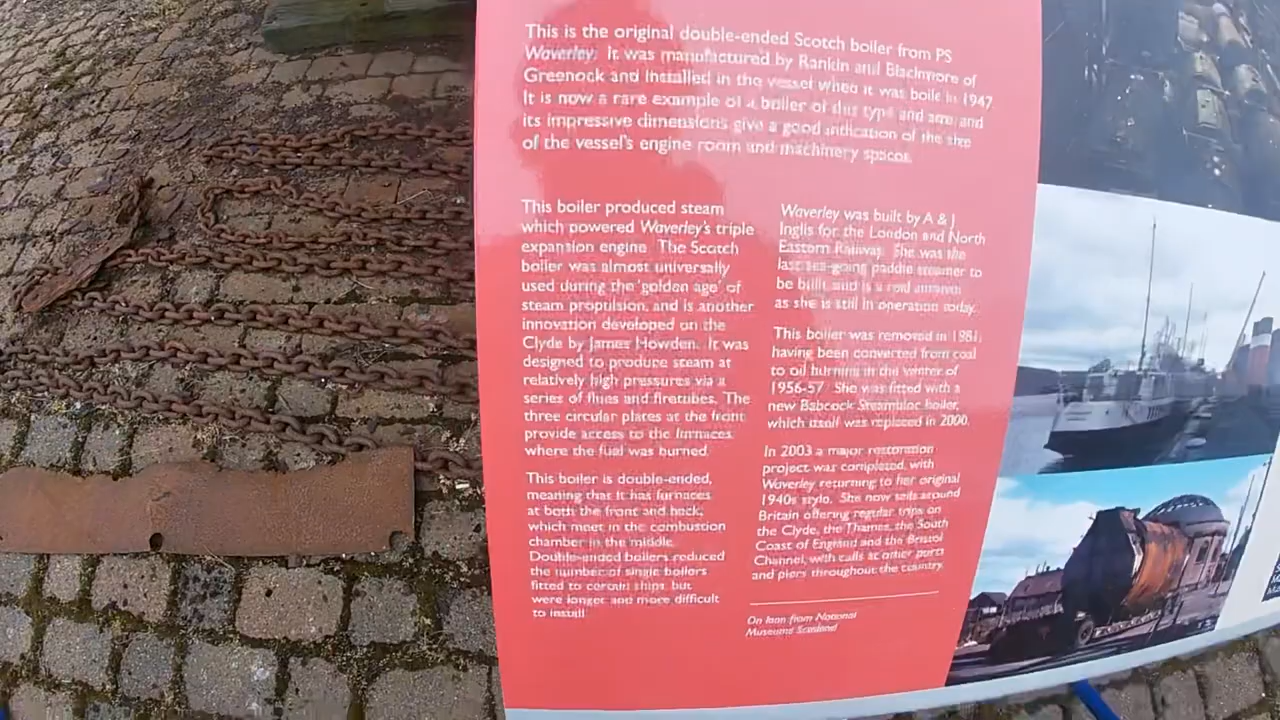 This is the original double-ended Scotch boiler from PS
Waverley. It was manufactured by Rankin and Blackmore of
Greenock and installed in the vessel when it was built in 1947.
It is now a rare example of a boiler of this type and size and
its impressive dimensions give a good indication of the size
of the vessel's engine room and machinery spaces.
This boiler produced steam
which powered Waverley's triple
expansion engine. The Scotch
boiler was almost universally
used during the 'golden age' of
steam propulsion, and is another
innovation developed on the
Clyde by James Howden. It was
designed to produce steam at
relatively high pressures via a
series of flues and firetubes. The
three circular plates at the front
provide access to the furnaces
where the fuel was burned.
This boiler is double-ended,
meaning that it has furnaces
at both the front and back,
which meet in the combustion
chamber in the middle.
Double-ended boilers reduced
the number of single boilers
fitted to certain ships, but
were longer and more difficult
to install.
Waverley was built by A & J
Inglis for the London and North
Eastern Railway. She was the
last sea-going paddle steamer to
be built and is a
as she is still in operation today.
This boiler was removed in 1981,
having been converted from coal
to oil burning in the winter of
1956-57. She was fitted with a
new Babcock Steambloc boiler,
which itself was replaced in 2000.
In 2003 a major restoration
project was completed, with
Waverley returning to her original
1940s style. She now sails around
Britain offering regular trips on
the Clyde, the Thames, the South
Coast of England and the Bristol
Channel, with calls at other ports
and piers throughout the country.
On loan from National
Museums Scotland